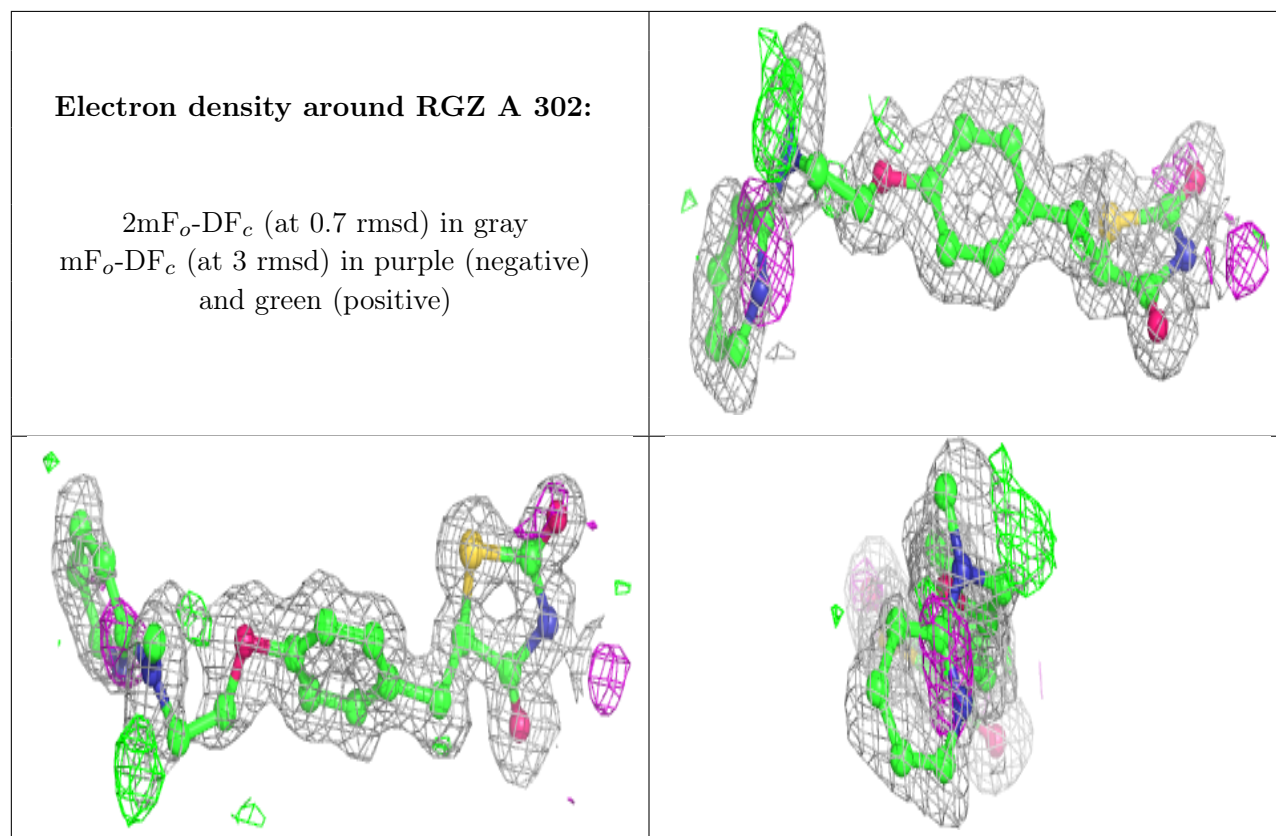 Electron density around RGZ A 302:
2mFo-DFc (at 0.7 rmsd) in gray
mFo-DFc (at 3 rmsd) in purple (negative)
and green (positive)